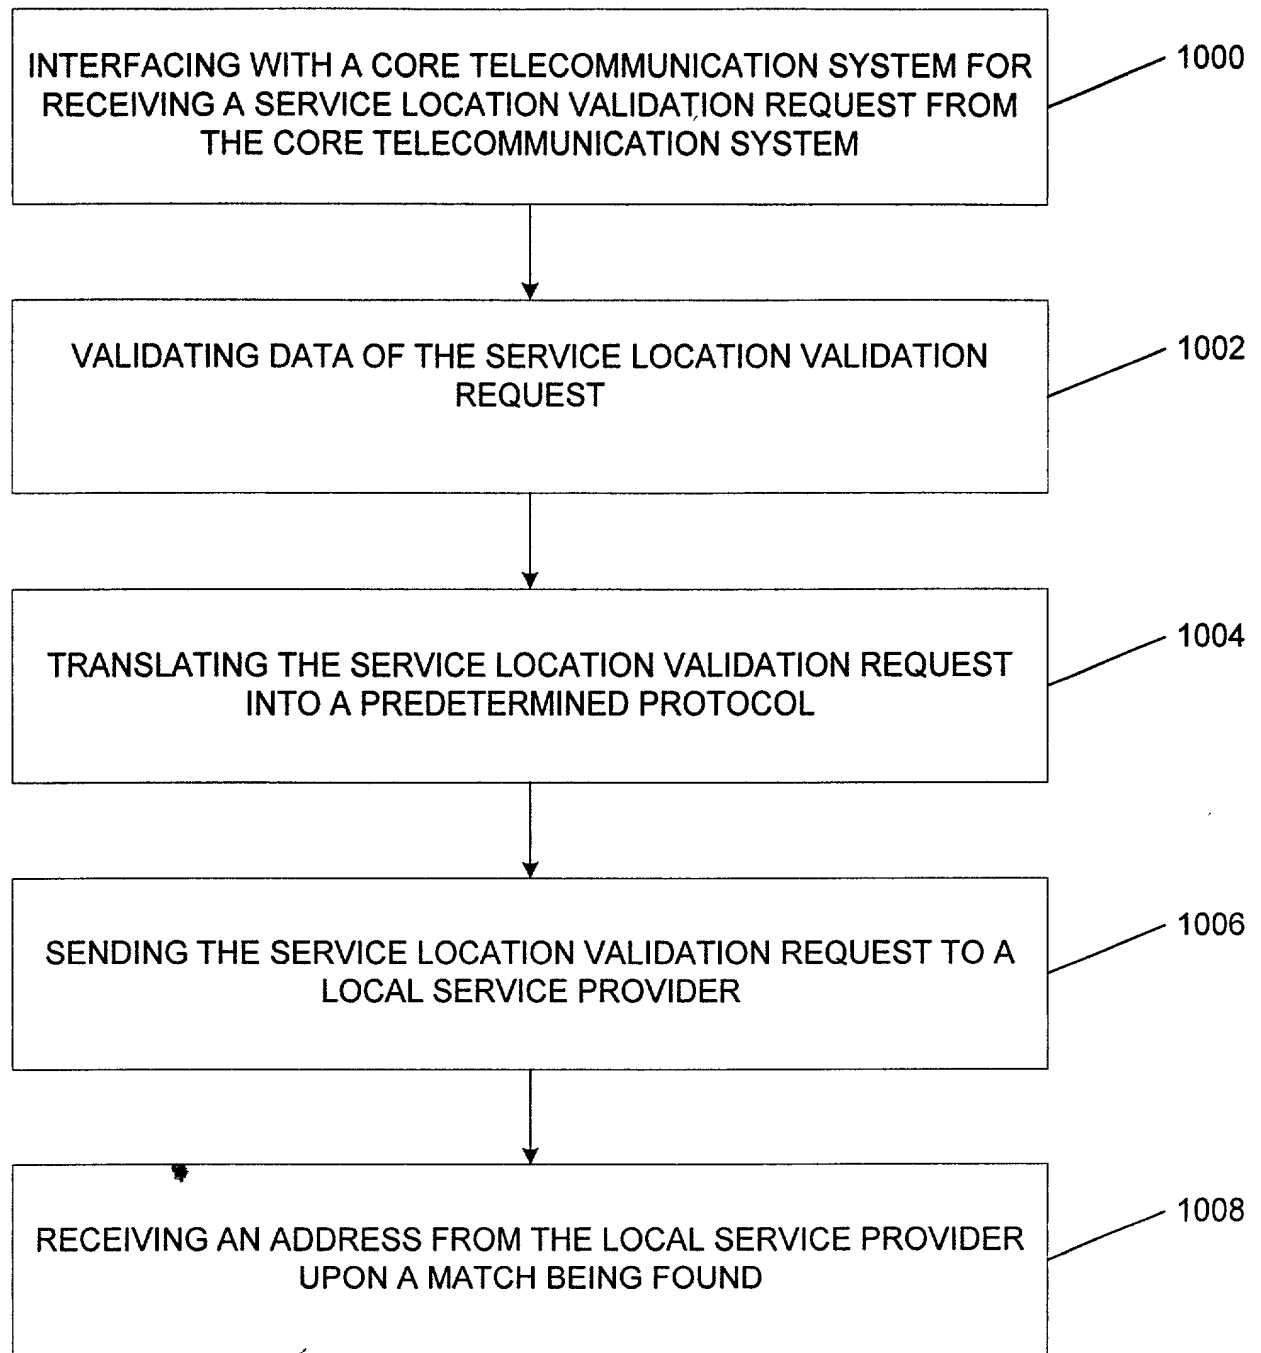 INTERFACING WITH A CORE TELECOMMUNICATION SYSTEM FOR
RECEIVING A SERVICE LOCATION VALIDATION REQUEST FROM
THE CORE TELECOMMUNICATION SYSTEM
1000
VALIDATING DATA OF THE SERVICE LOCATION VALIDATION
REQUEST
1002
TRANSLATING THE SERVICE LOCATION VALIDATION REQUEST
INTO A PREDETERMINED PROTOCOL
1004
SENDING THE SERVICE LOCATION VALIDATION REQUEST TO A
LOCAL SERVICE PROVIDER
1006
RECEIVING AN ADDRESS FROM THE LOCAL SERVICE PROVIDER
UPON A MATCH BEING FOUND
1008